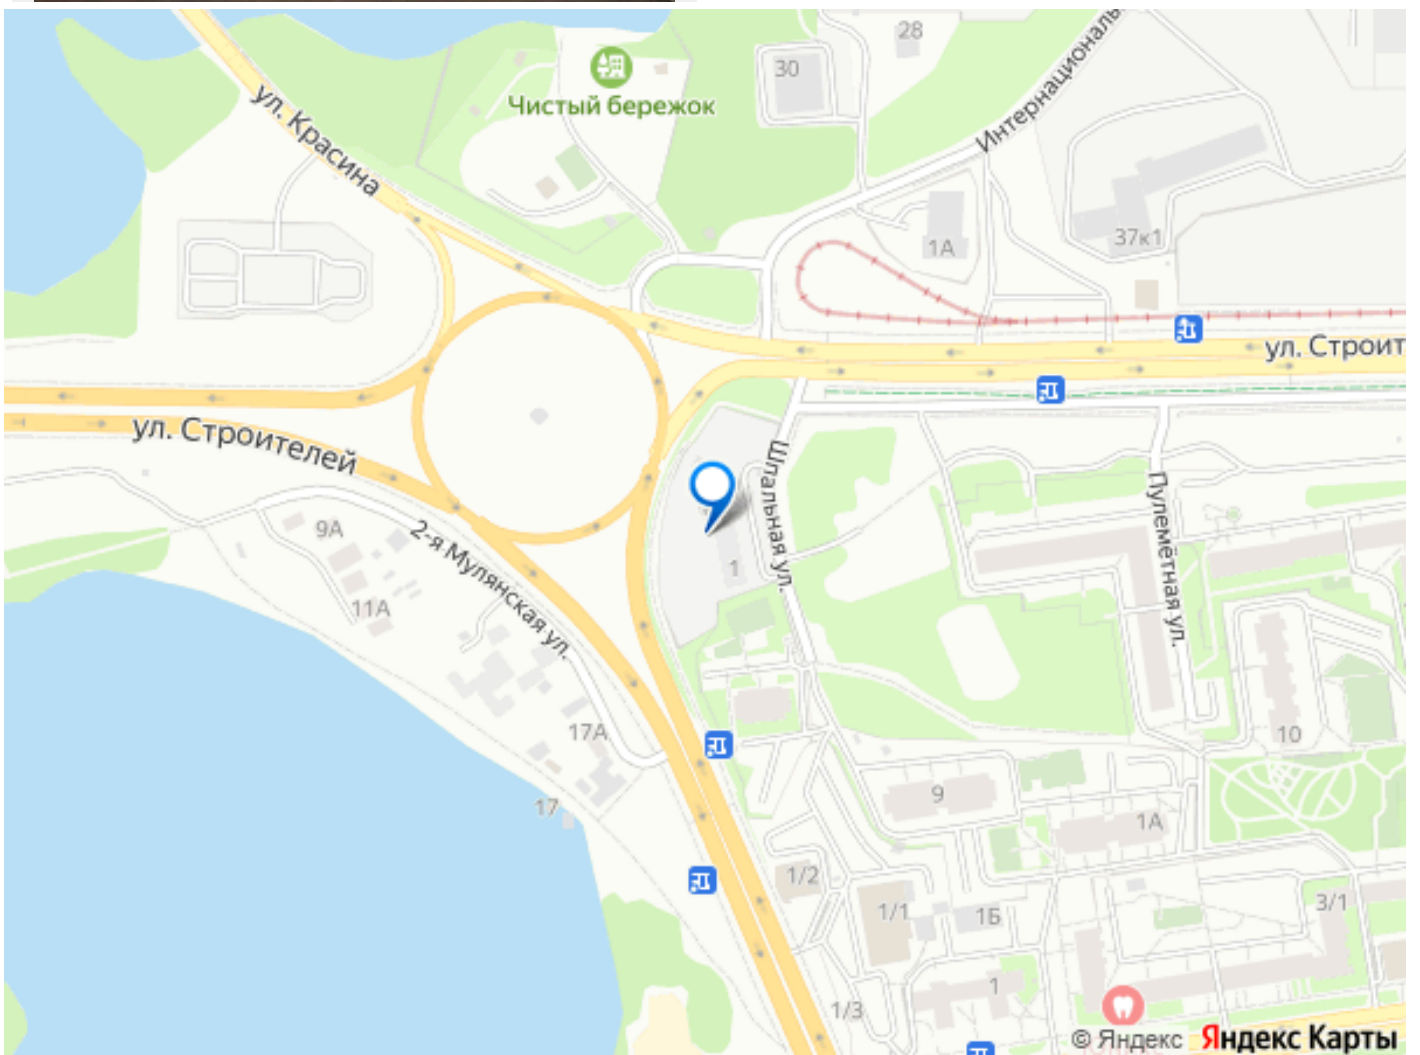 28
30
Чистый бережок
Интернациональ
ул. Красина
37к1
1А
ул. Строит
ул. Строителей
Шпальная ул.
Пулемётная ул.
9А
2-я Мулянская ул.
1
11А
17А
10
9
17
1А
1/2
1/1
1Б
3/1
1
1/3
© Яндекс Яндекс Карты